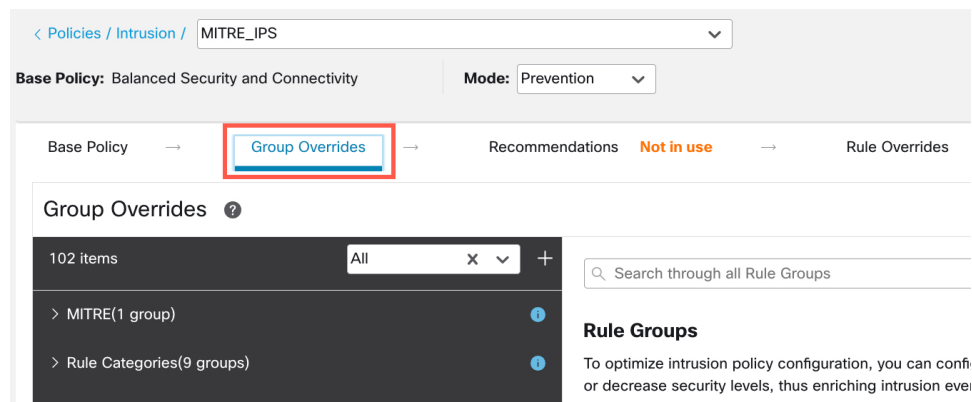 < Policies / Intrusion / MITRE_IPS
Base Policy: Balanced Security and Connectivity Mode: Prevention
Base Policy → Group Overrides → Recommendations Not in use → Rule Overrides
Group Overrides ?
102 items All X +
Search through all Rule Groups
> MITRE(1 group) i
Rule Groups
> Rule Categories(9 groups) i
To optimize intrusion policy configuration, you can confi
or decrease security levels, thus enriching intrusion eve